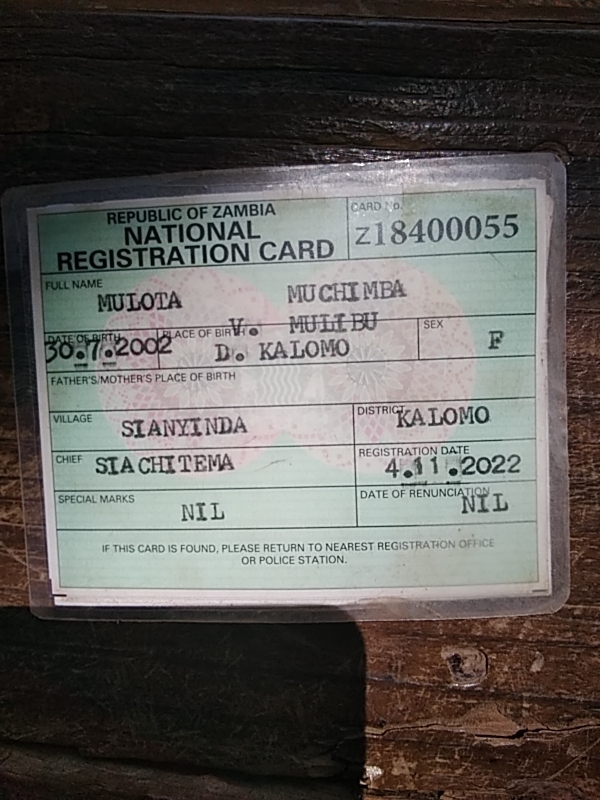 REPUBLIC OF ZAMBIA
NATIONAL
REGISTRATION CARD
CARD No.
z18400055
FULL NAME
MULOTA MUCHIMBA
DATE OF BIRTH
30.7.2002
PLACE OF BIRTH
V. MULIBU
D. KALOMO
SEX
F
FATHER'S/MOTHER'S PLACE OF BIRTH
VILLAGE
SIANYINDA
DISTRICT
KALOMO
CHIEF
SIACHITEMA
REGISTRATION DATE
4.11.2022
SPECIAL MARKS
NIL
DATE OF RENUNCIATION
NIL
IF THIS CARD IS FOUND, PLEASE RETURN TO NEAREST REGISTRATION OFFICE
OR POLICE STATION.